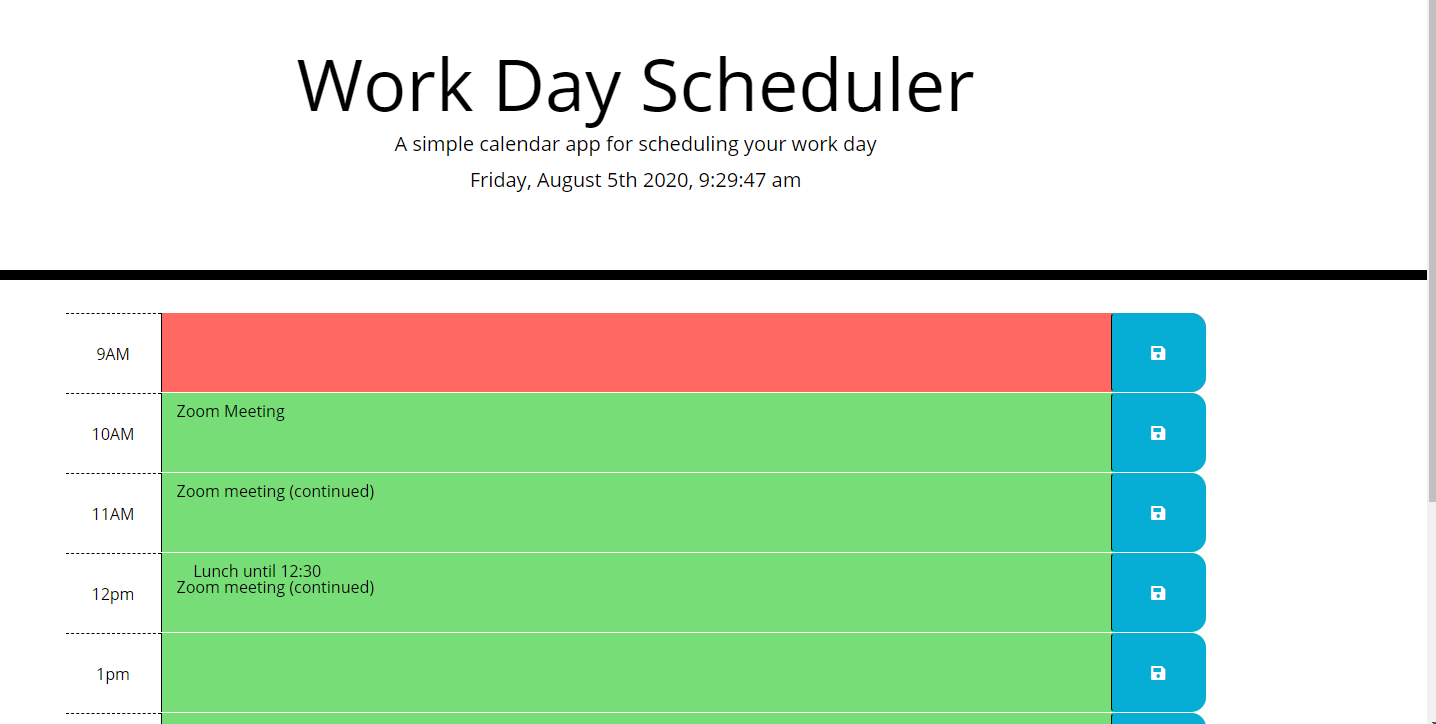 Work Day Scheduler
A simple calendar app for scheduling your work day
Friday, August 5th 2020, 9:29:47 am
9AM
10AM
Zoom Meeting
11AM
Zoom meeting (continued)
12pm
Lunch until 12:30
Zoom meeting (continued)
1pm